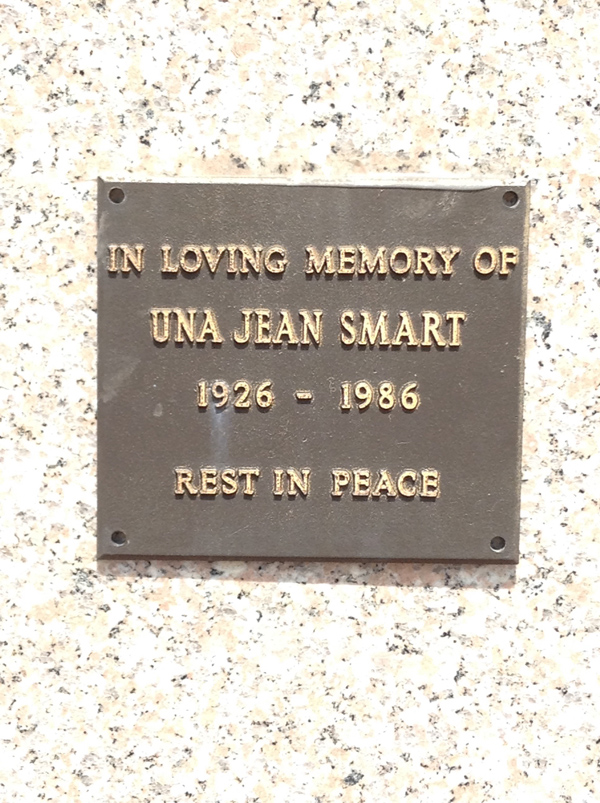 IN LOVING MEMORY OF
UNA JEAN SMART
1926 - 1986
REST IN PEACE